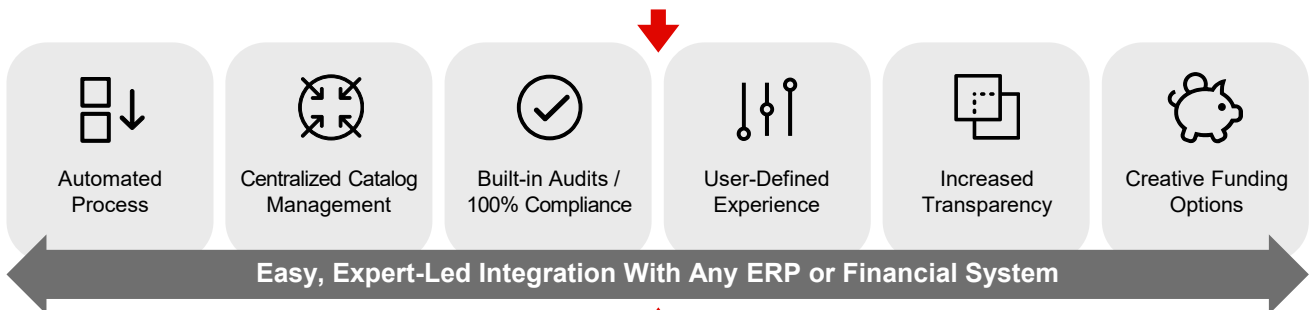 Automated
Process
Centralized Catalog
Management
Built-in Audits /
100% Compliance
User-Defined
Experience
Increased
Transparency
Creative Funding
Options
Easy, Expert-Led Integration With Any ERP or Financial System